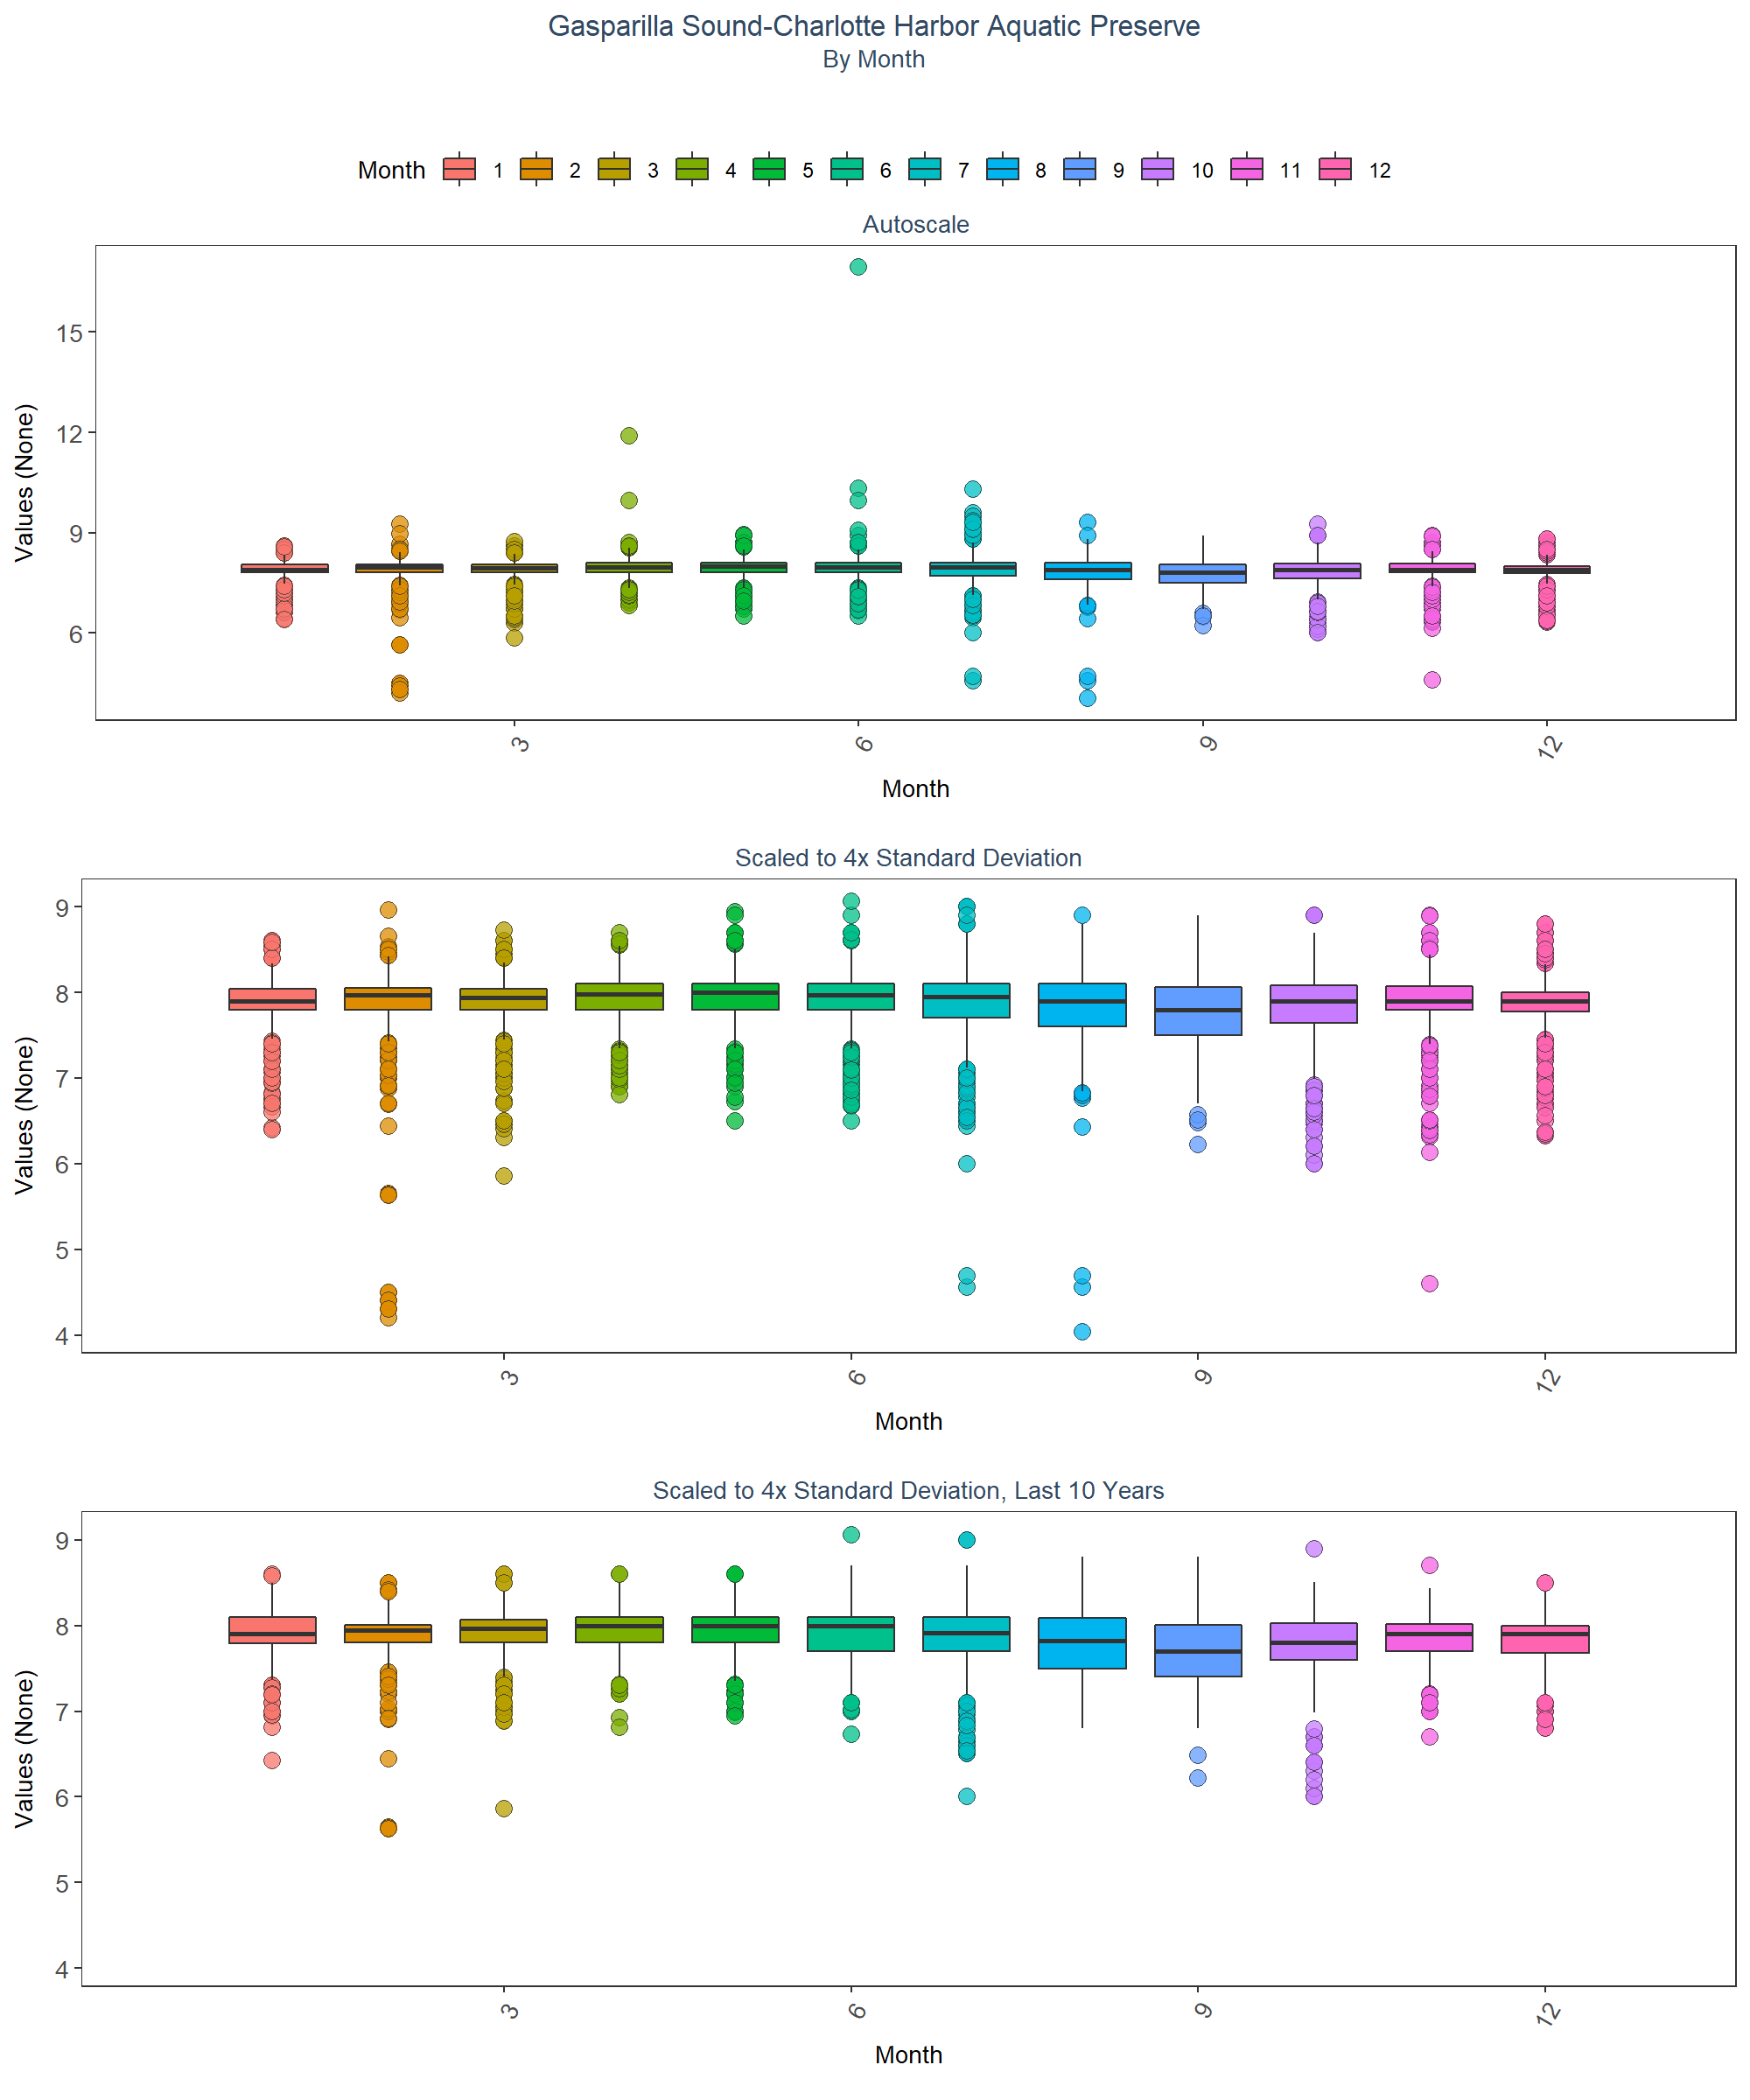 Gasparilla Sound-Charlotte Harbor Aquatic Preserve
By Month
Month 1 2 3 4 5 6 7 8 9 10 11 12
Autoscale
Values (None)
15
12
9
6
3 6 9 12
Month
Scaled to 4x Standard Deviation
Values (None)
9
8
7
6
5
4
3 6 9 12
Month
Scaled to 4x Standard Deviation, Last 10 Years
Values (None)
9
8
7
6
5
4
3 6 9 12
Month